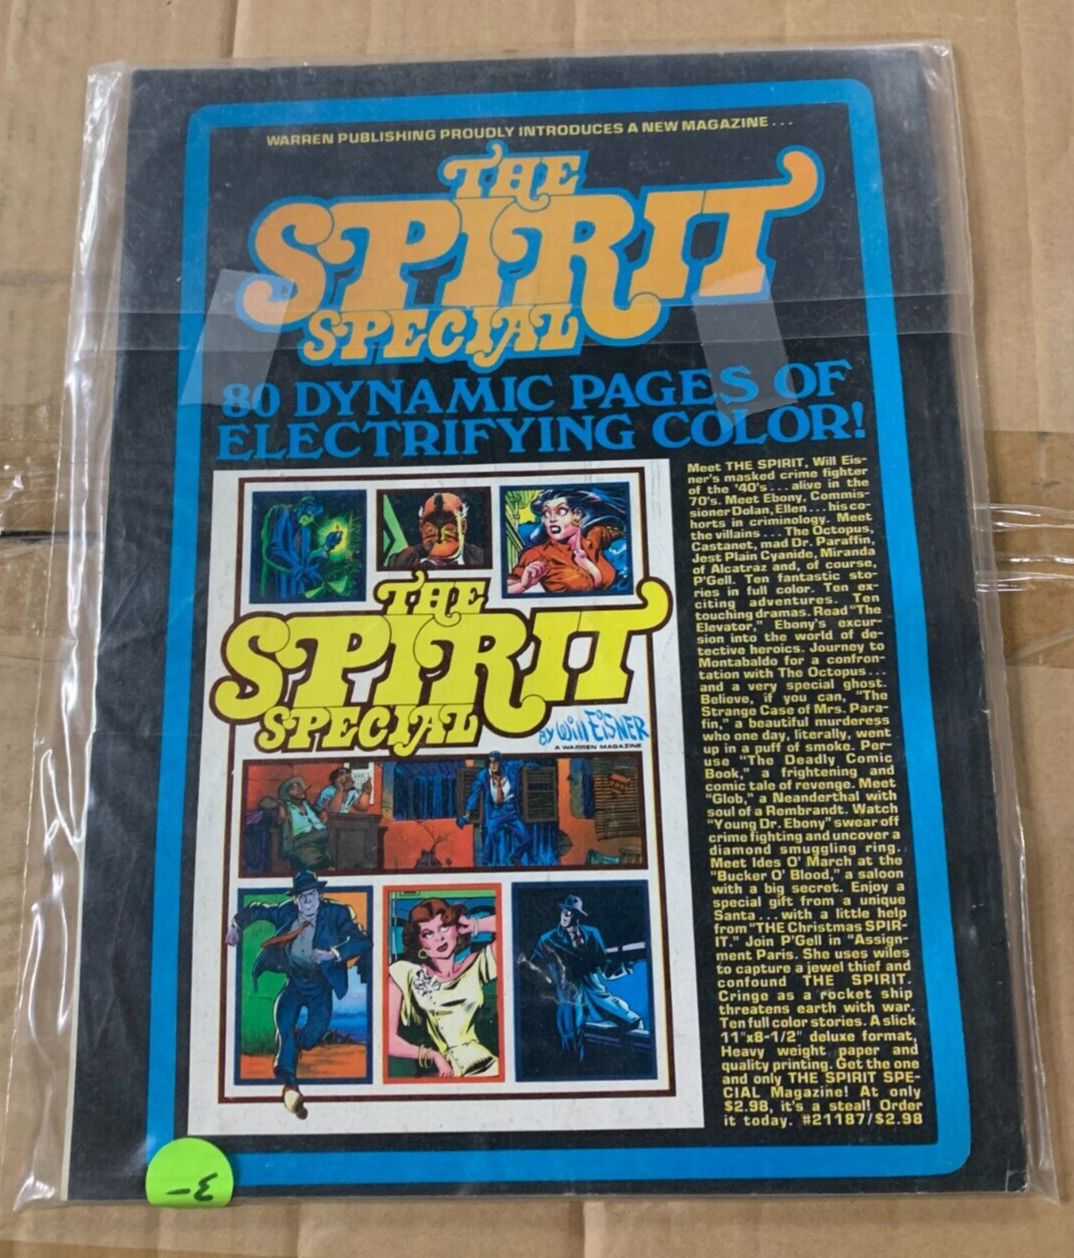 WARREN PUBLISHING PROUDLY INTRODUCES A NEW MAGAZINE...
THE
SPIRIT
SPECIAL
80 DYNAMIC PAGES OF
ELECTRIFYING COLOR!
THE
SPIRIT
SPECIAL
BY Will EISNER
A WARREN MAGAZINE
Meet THE SPIRIT, Will Eis-
ner's masked crime fighter
of the '40's...alive in the
70's. Meet Ebony, Commis-
sioner Dolan, Ellen...his co-
horts in criminology. Meet
the villains...The Octopus,
Castanet, mad Dr. Paraffin,
Jest Plain Cyanide, Miranda
of Alcatraz and, of course,
P'Gell. Ten fantastic sto-
ries in full color. Ten ex-
citing adventures. Ten
touching dramas. Read "The
Elevator," Ebony's excur-
sion into the world of de-
tective heroics. Journey to
Montabaldo for a confron-
tation with The Octopus...
and a very special ghost.
Believe, if you can, "The
Strange Case of Mrs. Para-
fin," a beautiful murderess
who one day, literally, went
up in a puff of smoke. Per-
use "The Deadly Comic
Book," a frightening and
comic tale of revenge. Meet
"Glob," a Neanderthal with
soul of a Rembrandt. Watch
"Young Dr. Ebony" swear off
crime fighting and uncover a
diamond smuggling ring.
Meet Ides O' March at the
"Bucker O' Blood," a saloon
with a big secret. Enjoy a
special gift from a unique
Santa...with a little help
from "THE Christmas SPIR-
IT." Join P'Gell in "Assign-
ment Paris. She uses wiles
to capture a jewel thief and
confound THE SPIRIT.
Cringe as a rocket ship
threatens earth with war.
Ten full color stories. A slick
11"x8-1/2" deluxe format,
Heavy weight paper and
quality printing. Get the one
and only THE SPIRIT SPE-
CIAL Magazine! At only
$2.98, it's a steal! Order
it today. #21187/$2.98
3-